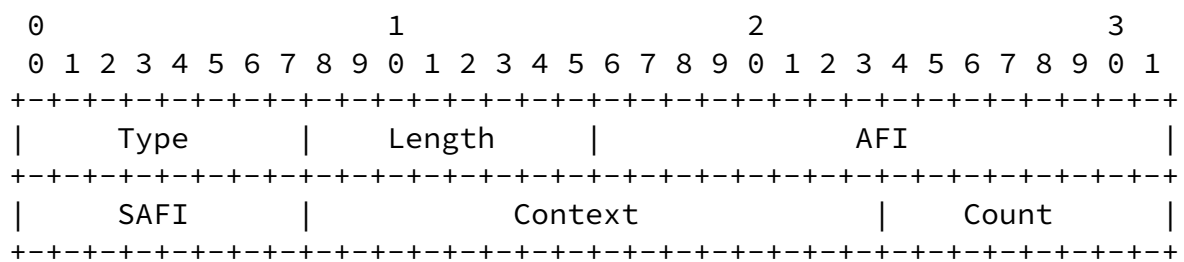 0                   1                   2                   3
0 1 2 3 4 5 6 7 8 9 0 1 2 3 4 5 6 7 8 9 0 1 2 3 4 5 6 7 8 9 0 1
+-+-+-+-+-+-+-+-+-+-+-+-+-+-+-+-+-+-+-+-+-+-+-+-+-+-+-+-+-+-+-+-+
|      Type     |    Length     |              AFI              |
+-+-+-+-+-+-+-+-+-+-+-+-+-+-+-+-+-+-+-+-+-+-+-+-+-+-+-+-+-+-+-+-+
|      SAFI     |           Context             |     Count     |
+-+-+-+-+-+-+-+-+-+-+-+-+-+-+-+-+-+-+-+-+-+-+-+-+-+-+-+-+-+-+-+-+